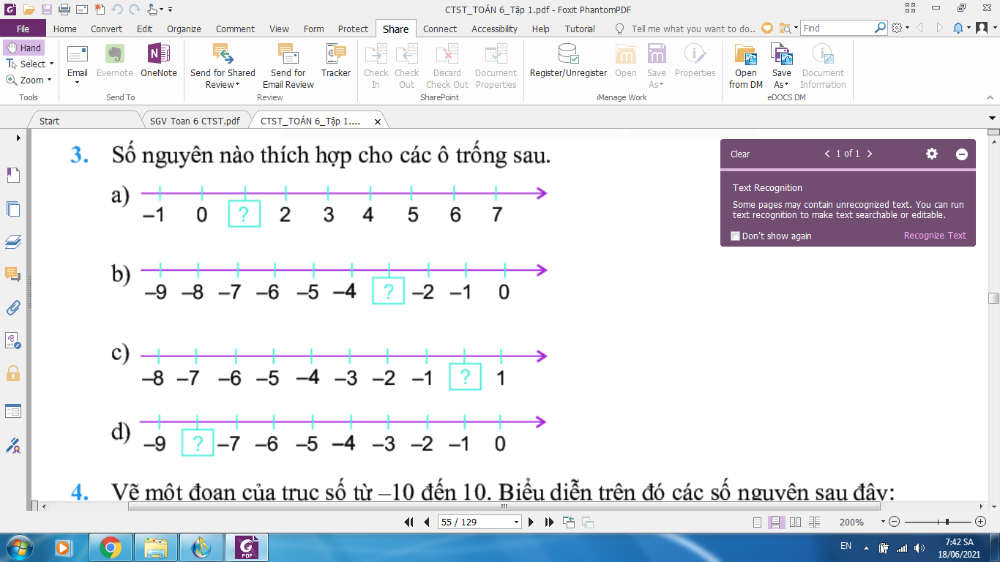 CTST_TOÁN 6_Tập 1.pdf - Foxit PhantomPDF
File Home Convert Edit Organize Comment View Form Protect Share Connect Accessibility Help Tutorial Tell me what you want to do.. Find
Hand
Select
Zoom
Tools
Email Evernote OneNote
Send To
Send for Shared Review Send for Email Review Tracker
Review
Check In Check Out Discard Check Out Document Properties
SharePoint
Register/Unregister Open Save As Properties
iManage Work
Open from DM Save As Document Information
eDOCS DM
Start SGV Toan 6 CTST.pdf CTST_TOÁN 6_Tập 1....
3. Số nguyên nào thích hợp cho các ô trống sau.
a)
–1 0 ? 2 3 4 5 6 7
b)
–9 –8 –7 –6 –5 –4 ? –2 –1 0
c)
–8 –7 –6 –5 –4 –3 –2 –1 ? 1
d)
–9 ? –7 –6 –5 –4 –3 –2 –1 0
4. Vẽ một đoạn của trục số từ –10 đến 10. Biểu diễn trên đó các số nguyên sau đây:
Clear 1 of 1
Text Recognition
Some pages may contain unrecognized text. You can run
text recognition to make text searchable or editable.
Don't show again Recognize Text
55 / 129 200%
PDF
EN 7:42 SA
18/06/2021